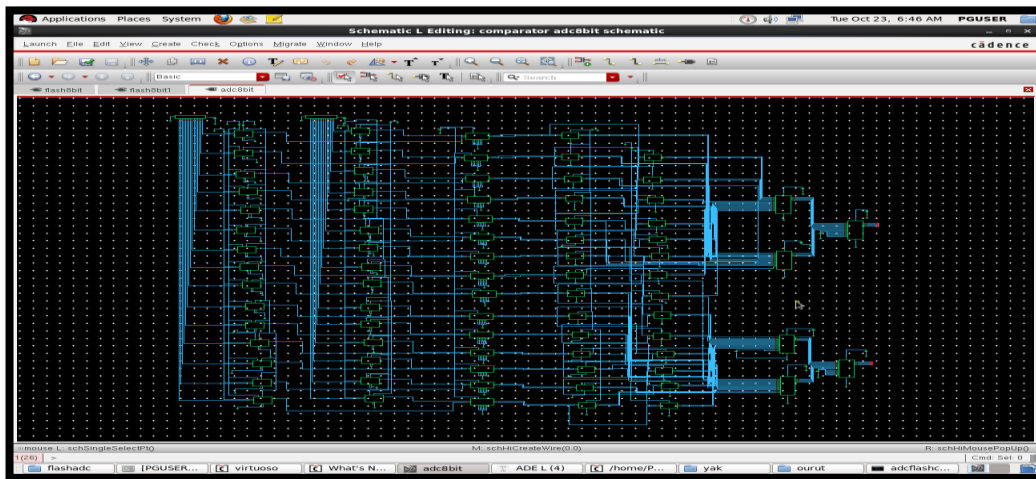 Applications Places System Tue Oct 23, 6:46 AM PGUSER
Schematic L Editing: comparator adc8bit schematic
Launch File Edit View Create Check Options Migrate Window Help cādence
Basic Search
flash8bit flash8bit1 adc8bit
mouse L: schSingleSelectPt() M: schHiCreateWire(0.0) R: schHiMousePopUp()
1(26) > Cmd: Sel: 0
flashadc [PGUSER... virtuoso What's N... adc8bit ADE L (4) /home/P... yak ourut adcflashc...